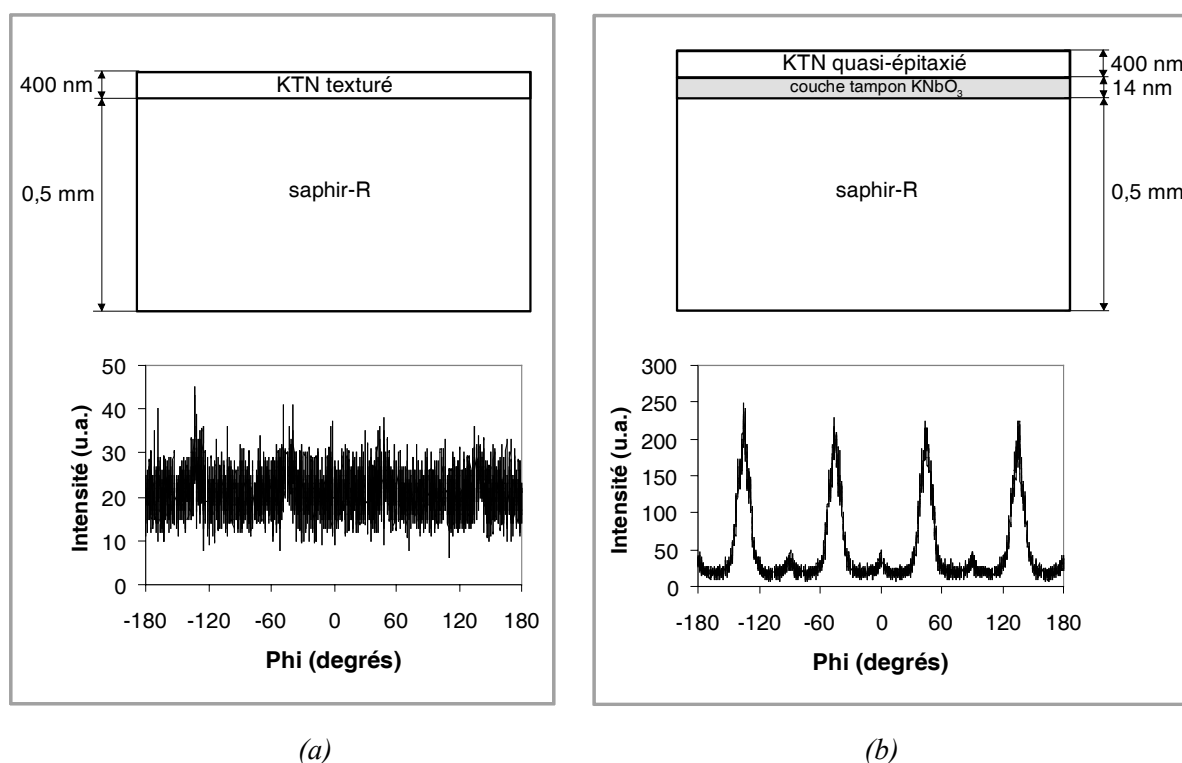 400 nm
KTN texturé
0,5 mm
saphir-R
50
40
30
20
10
0
Intensité (u.a.)
-180 -120 -60 0 60 120 180
Phi (degrés)
(a)
KTN quasi-épitaxié
400 nm
couche tampon KNbO₃
14 nm
saphir-R
0,5 mm
300
250
200
150
100
50
0
Intensité (u.a.)
-180 -120 -60 0 60 120 180
Phi (degrés)
(b)